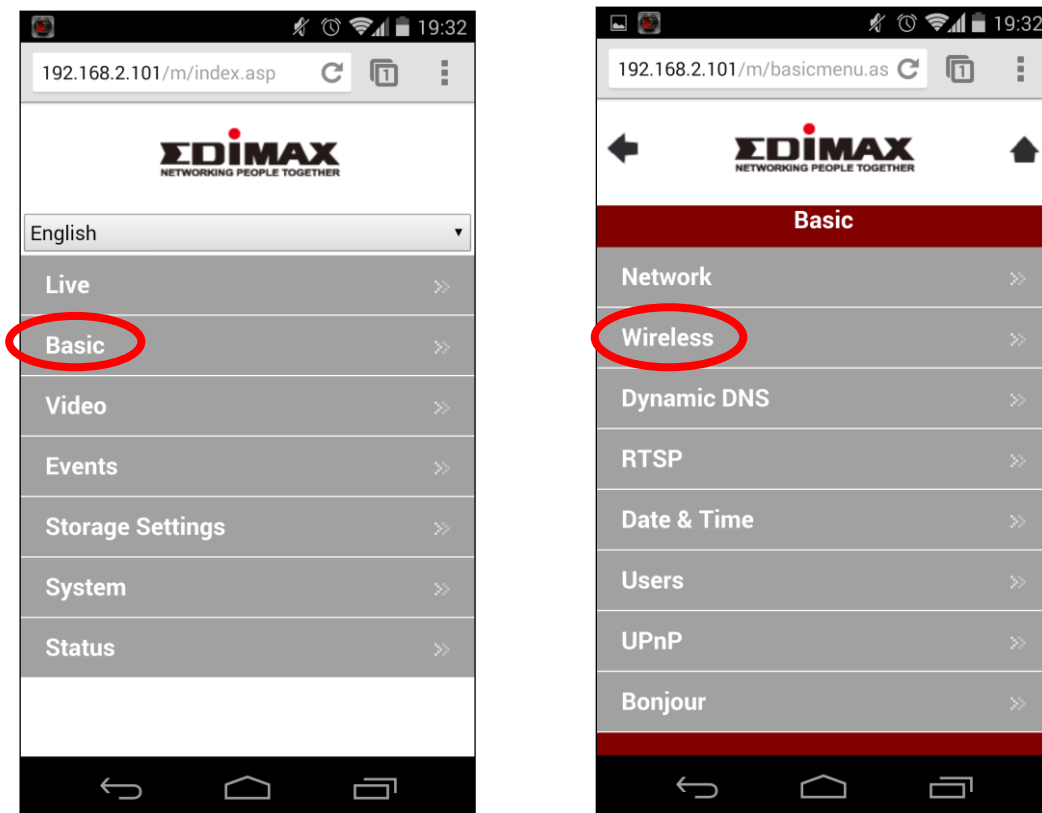 19:32
192.168.2.101/m/index.asp
1
EDIMAX
NETWORKING PEOPLE TOGETHER
English
Live
Basic
Video
Events
Storage Settings
System
Status
19:32
192.168.2.101/m/basicmenu.as
1
EDIMAX
NETWORKING PEOPLE TOGETHER
Basic
Network
Wireless
Dynamic DNS
RTSP
Date & Time
Users
UPnP
Bonjour